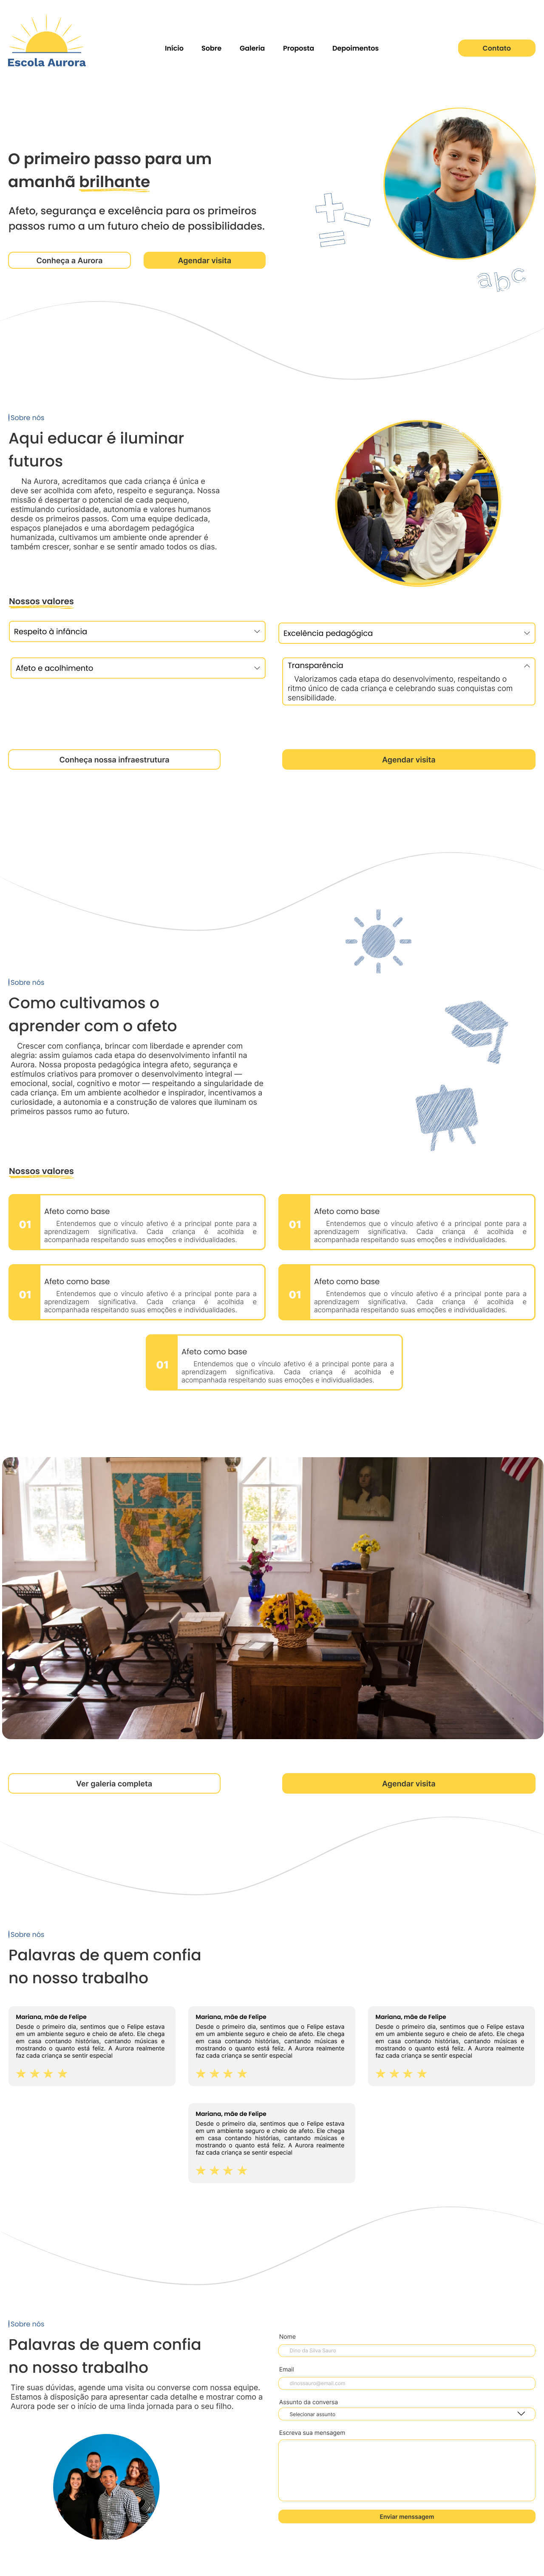 Escola Aurora
Início
Sobre
Galeria
Proposta
Depoimentos
Contato
O primeiro passo para um
amanhã brilhante
Afeto, segurança e excelência para os primeiros
passos rumo a um futuro cheio de possibilidades.
Conheça a Aurora
Agendar visita
abc
|Sobre nós
Aqui educar é iluminar
futuros
Na Aurora, acreditamos que cada criança é única e
deve ser acolhida com afeto, respeito e segurança. Nossa
missão é despertar o potencial de cada pequeno,
estimulando curiosidade, autonomia e valores humanos
desde os primeiros passos. Com uma equipe dedicada,
espaços planejados e uma abordagem pedagógica
humanizada, cultivamos um ambiente onde aprender é
também crescer, sonhar e se sentir amado todos os dias.
Nossos valores
Respeito à infância
Excelência pedagógica
Afeto e acolhimento
Transparência
Valorizamos cada etapa do desenvolvimento, respeitando o
ritmo único de cada criança e celebrando suas conquistas com
sensibilidade.
Conheça nossa infraestrutura
Agendar visita
|Sobre nós
Como cultivamos o
aprender com o afeto
Crescer com confiança, brincar com liberdade e aprender com
alegria: assim guiamos cada etapa do desenvolvimento infantil na
Aurora. Nossa proposta pedagógica integra afeto, segurança e
estímulos criativos para promover o desenvolvimento integral —
emocional, social, cognitivo e motor — respeitando a singularidade de
cada criança. Em um ambiente acolhedor e inspirador, incentivamos a
curiosidade, a autonomia e a construção de valores que iluminam os
primeiros passos rumo ao futuro.
Nossos valores
01
Afeto como base
Entendemos que o vínculo afetivo é a principal ponte para a
aprendizagem significativa. Cada criança é acolhida e
acompanhada respeitando suas emoções e individualidades.
01
Afeto como base
Entendemos que o vínculo afetivo é a principal ponte para a
aprendizagem significativa. Cada criança é acolhida e
acompanhada respeitando suas emoções e individualidades.
01
Afeto como base
Entendemos que o vínculo afetivo é a principal ponte para a
aprendizagem significativa. Cada criança é acolhida e
acompanhada respeitando suas emoções e individualidades.
01
Afeto como base
Entendemos que o vínculo afetivo é a principal ponte para a
aprendizagem significativa. Cada criança é acolhida e
acompanhada respeitando suas emoções e individualidades.
01
Afeto como base
Entendemos que o vínculo afetivo é a principal ponte para a
aprendizagem significativa. Cada criança é acolhida e
acompanhada respeitando suas emoções e individualidades.
Ver galeria completa
Agendar visita
|Sobre nós
Palavras de quem confia
no nosso trabalho
Mariana, mãe de Felipe
Desde o primeiro dia, sentimos que o Felipe estava
em um ambiente seguro e cheio de afeto. Ele chega
em casa contando histórias, cantando músicas e
mostrando o quanto está feliz. A Aurora realmente
faz cada criança se sentir especial
Mariana, mãe de Felipe
Desde o primeiro dia, sentimos que o Felipe estava
em um ambiente seguro e cheio de afeto. Ele chega
em casa contando histórias, cantando músicas e
mostrando o quanto está feliz. A Aurora realmente
faz cada criança se sentir especial
Mariana, mãe de Felipe
Desde o primeiro dia, sentimos que o Felipe estava
em um ambiente seguro e cheio de afeto. Ele chega
em casa contando histórias, cantando músicas e
mostrando o quanto está feliz. A Aurora realmente
faz cada criança se sentir especial
Mariana, mãe de Felipe
Desde o primeiro dia, sentimos que o Felipe estava
em um ambiente seguro e cheio de afeto. Ele chega
em casa contando histórias, cantando músicas e
mostrando o quanto está feliz. A Aurora realmente
faz cada criança se sentir especial
|Sobre nós
Palavras de quem confia
no nosso trabalho
Tire suas dúvidas, agende uma visita ou converse com nossa equipe.
Estamos à disposição para apresentar cada detalhe e mostrar como a
Aurora pode ser o início de uma linda jornada para o seu filho.
Nome
Dino da Silva Sauro
Email
dinossauro@email.com
Assunto da conversa
Selecionar assunto
Escreva sua mensagem
Enviar menssagem